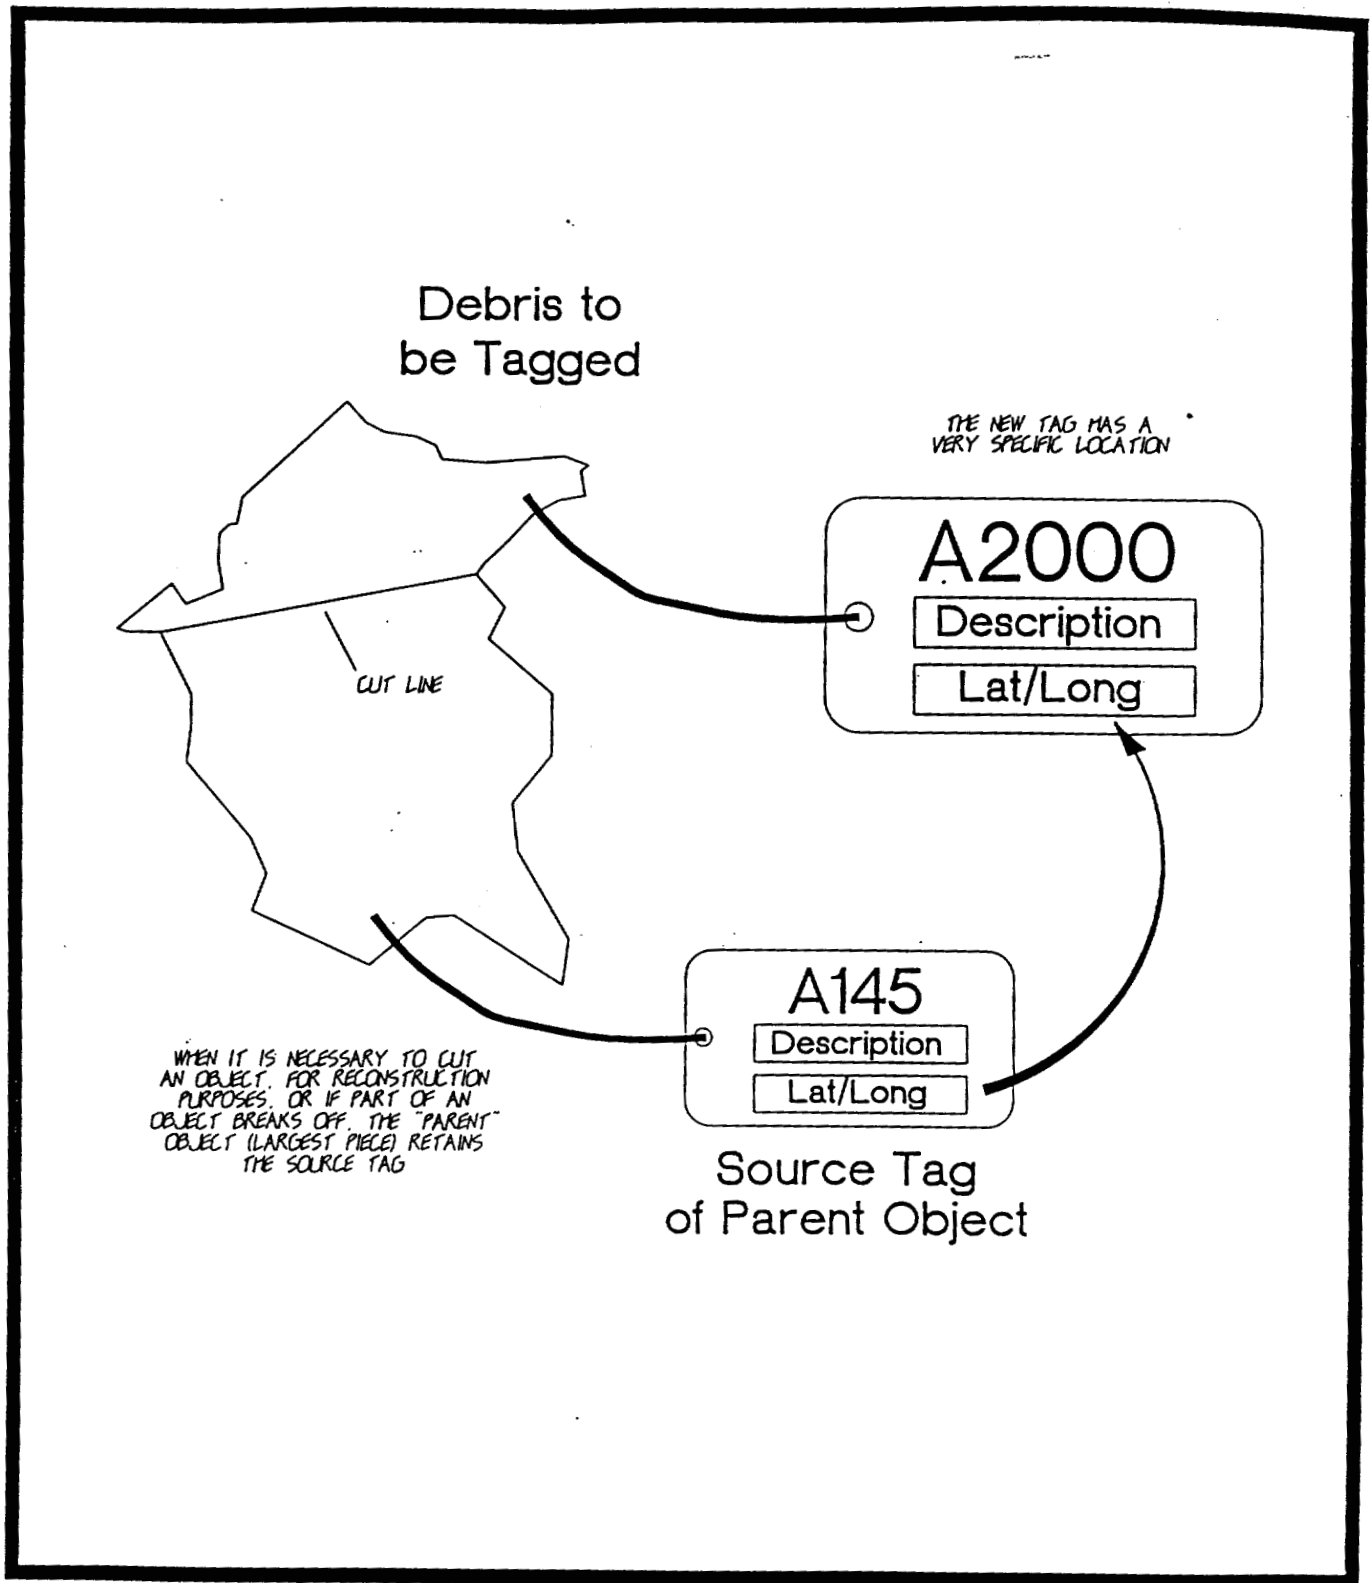 Debris to
be Tagged
THE NEW TAG HAS A
VERY SPECIFIC LOCATION
A2000
Description
Lat/Long
CUT LINE
A145
Description
Lat/Long
Source Tag
of Parent Object
WHEN IT IS NECESSARY TO CUT
AN OBJECT, FOR RECONSTRUCTION
PURPOSES, OR IF PART OF AN
OBJECT BREAKS OFF, THE "PARENT"
OBJECT (LARGEST PIECE) RETAINS
THE SOURCE TAG